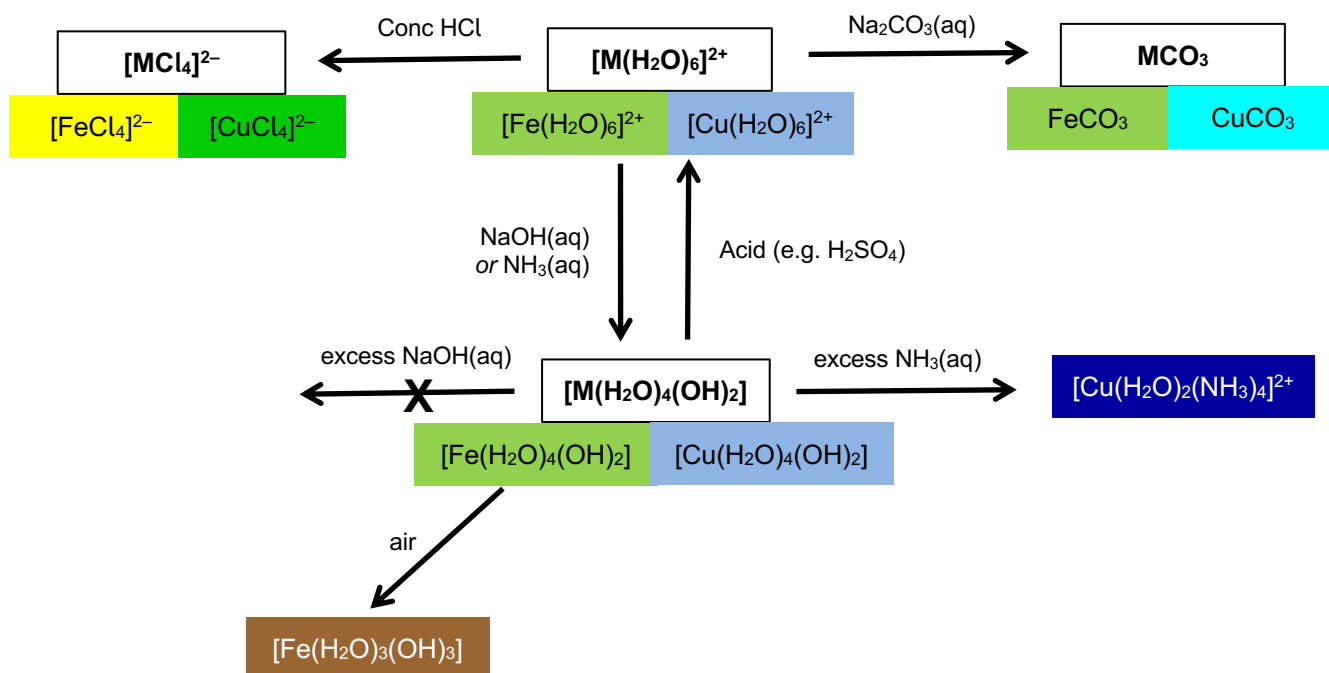 Conc HCl
Na₂CO₃(aq)
[MCl₄]²⁻
[M(H₂O)₆]²⁺
MCO₃
[FeCl₄]²⁻
[CuCl₄]²⁻
[Fe(H₂O)₆]²⁺
[Cu(H₂O)₆]²⁺
FeCO₃
CuCO₃
NaOH(aq)
or NH₃(aq)
Acid (e.g. H₂SO₄)
excess NaOH(aq)
X
excess NH₃(aq)
[M(H₂O)₄(OH)₂]
[Cu(H₂O)₂(NH₃)₄]²⁺
[Fe(H₂O)₄(OH)₂]
[Cu(H₂O)₄(OH)₂]
air
[Fe(H₂O)₃(OH)₃]